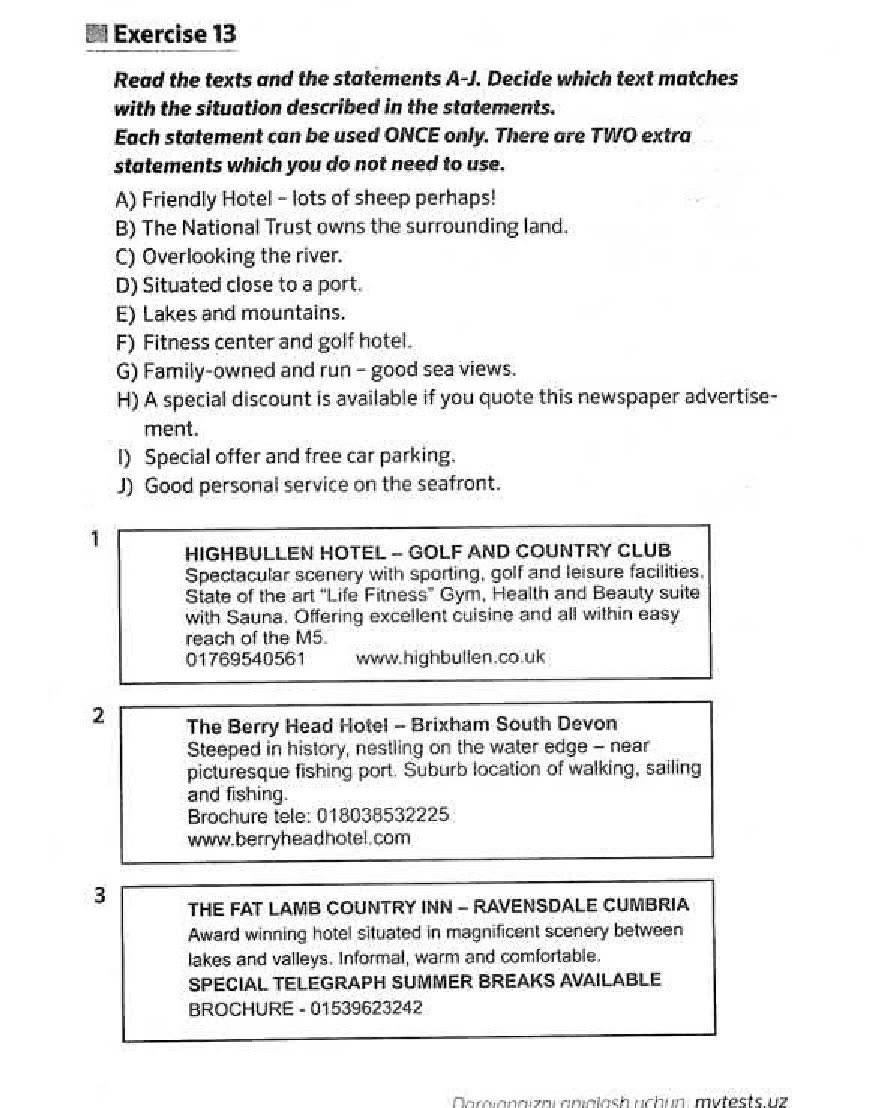 Exercise 13
Read the texts and the statements A-J. Decide which text matches
with the situation described in the statements.
Each statement can be used ONCE only. There are TWO extra
statements which you do not need to use.
A) Friendly Hotel – lots of sheep perhaps!
B) The National Trust owns the surrounding land.
C) Overlooking the river.
D) Situated close to a port.
E) Lakes and mountains.
F) Fitness center and golf hotel.
G) Family-owned and run – good sea views.
H) A special discount is available if you quote this newspaper advertise-
ment.
I) Special offer and free car parking.
J) Good personal service on the seafront.
1
HIGHBULLEN HOTEL – GOLF AND COUNTRY CLUB
Spectacular scenery with sporting, golf and leisure facilities.
State of the art "Life Fitness" Gym, Health and Beauty suite
with Sauna. Offering excellent cuisine and all within easy
reach of the M5.
01769540561 www.highbullen.co.uk
2
The Berry Head Hotel – Brixham South Devon
Steeped in history, nestling on the water edge – near
picturesque fishing port. Suburb location of walking, sailing
and fishing.
Brochure tele: 018038532225
www.berryheadhotel.com
3
THE FAT LAMB COUNTRY INN – RAVENSDALE CUMBRIA
Award winning hotel situated in magnificent scenery between
lakes and valleys. Informal, warm and comfortable.
SPECIAL TELEGRAPH SUMMER BREAKS AVAILABLE
BROCHURE - 01539623242
uchun: mytests.uz